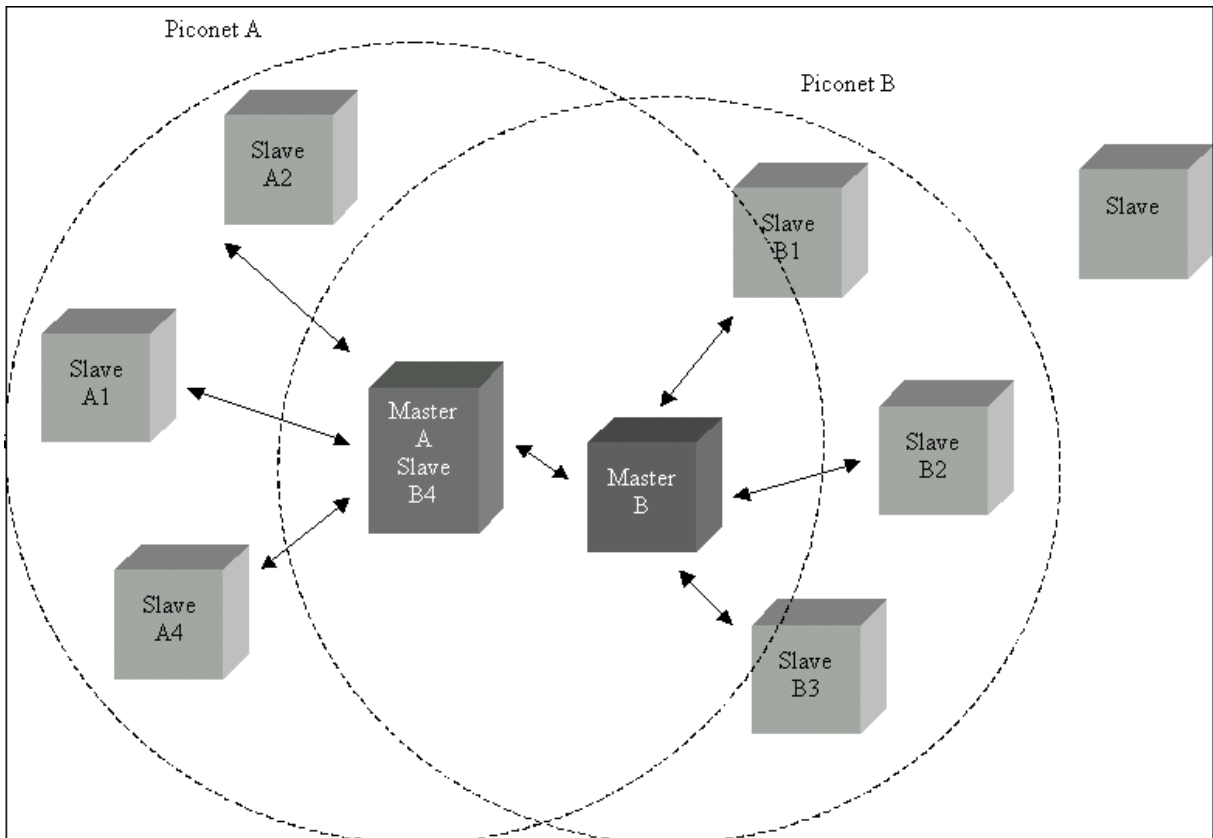 Piconet A
Piconet B
Slave
A2
Slave
B1
Slave
Slave
A1
Master
A
Slave
B4
Slave
B2
Master
B
Slave
A4
Slave
B3